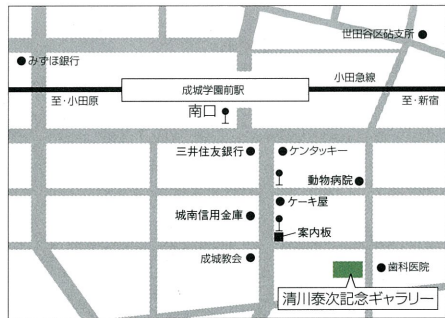 世田谷区砧支所
みずほ銀行
成城学園前駅
小田急線
至・小田原
至・新宿
南口
三井住友銀行
ケンタッキー
動物病院
ケーキ屋
城南信用金庫
案内板
成城教会
歯科医院
清川泰次記念ギャラリー